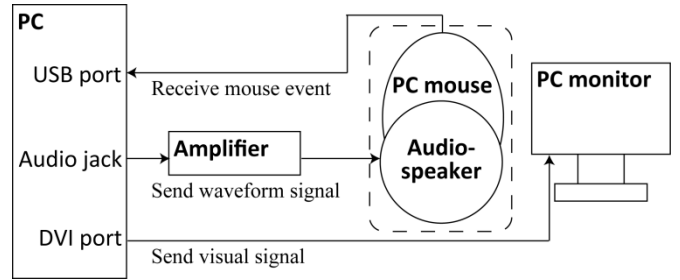 PC
USB port
Receive mouse event
PC mouse
PC monitor
Audio jack
Amplifier
Audio-
speaker
Send waveform signal
DVI port
Send visual signal